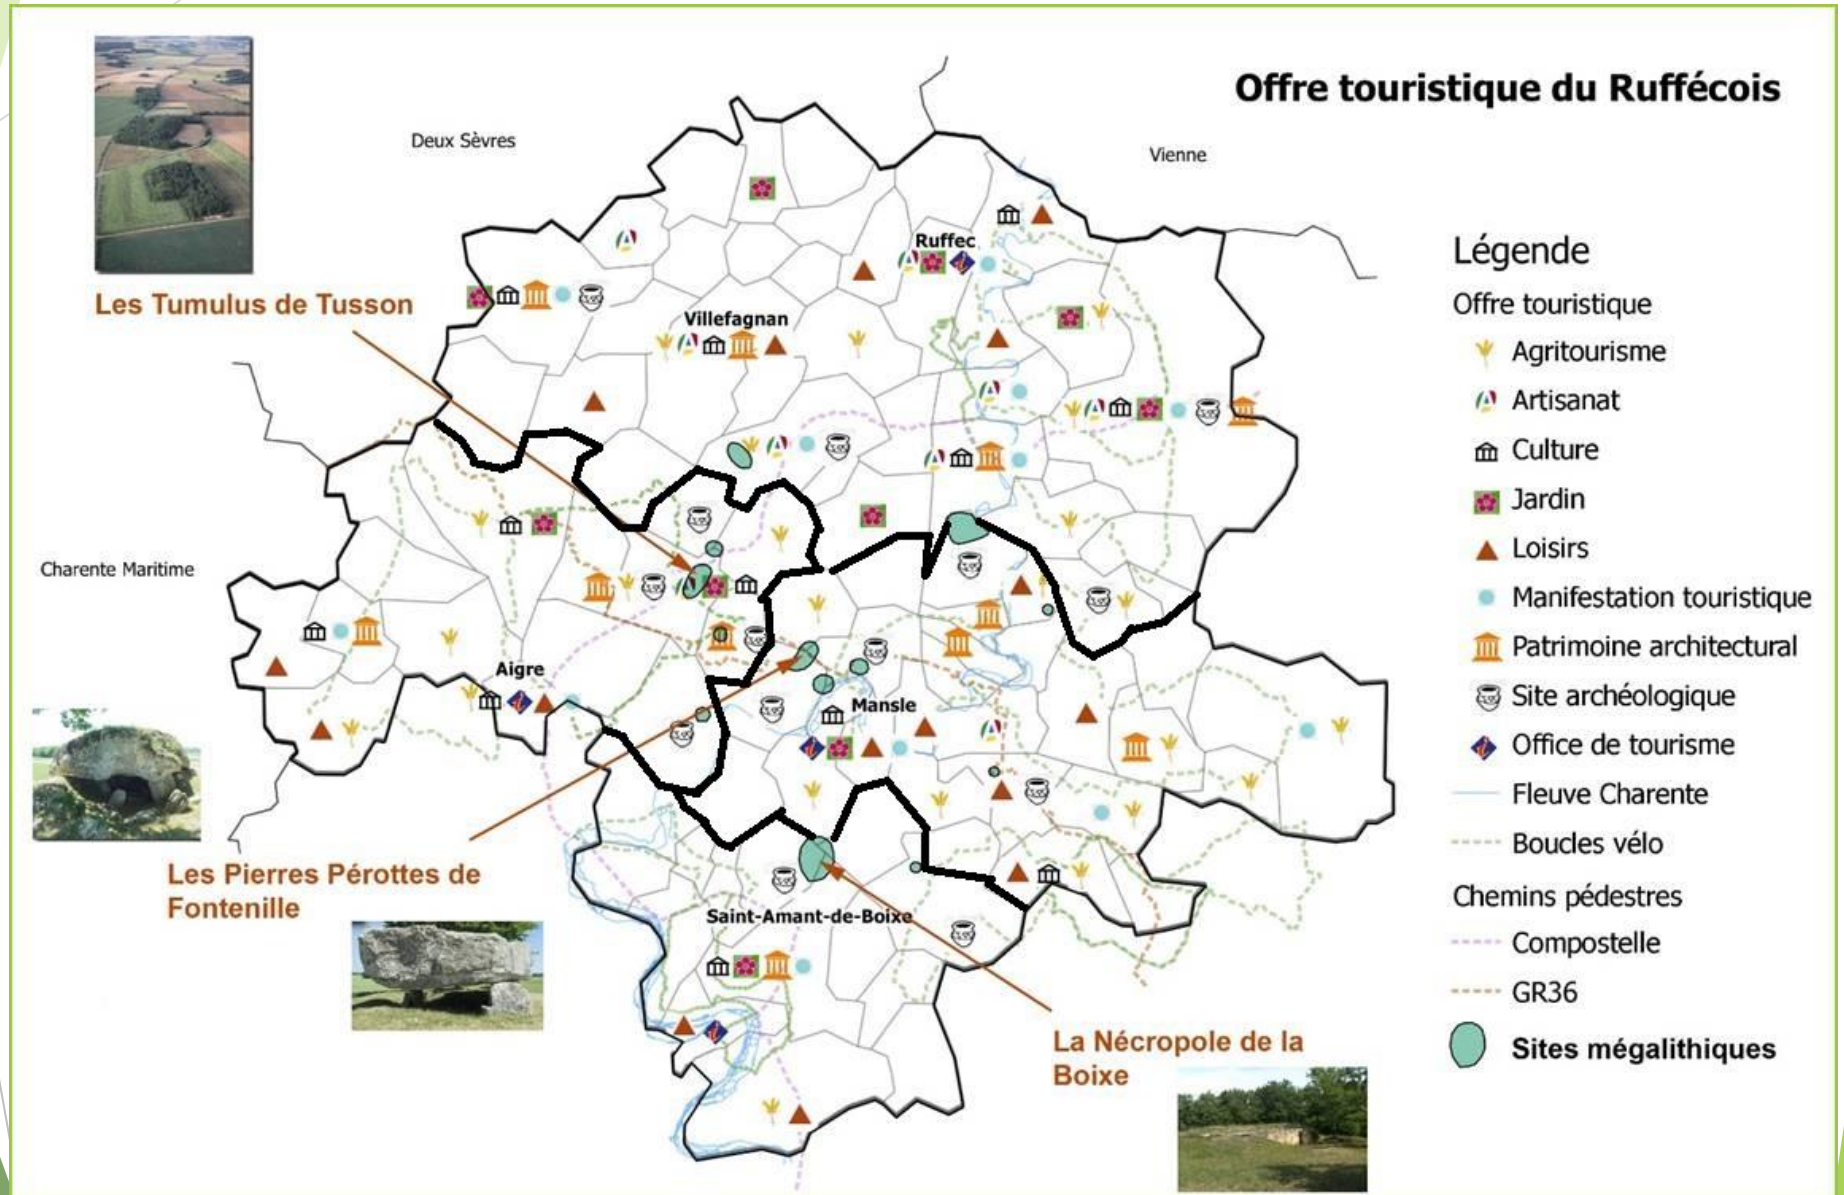 Offre touristique du Ruffécois
Deux Sèvres
Vienne
Ruffec
Les Tumulus de Tusson
Villefagnan
Charente Maritime
Aigre
Mansle
Les Pierres Pérottes de
Fontenille
Saint-Amant-de-Boixe
La Nécropole de la
Boixe
Légende
Offre touristique
Agritourisme
Artisanat
Culture
Jardin
Loisirs
Manifestation touristique
Patrimoine architectural
Site archéologique
Office de tourisme
Fleuve Charente
Boucles vélo
Chemins pédestres
Compostelle
GR36
Sites mégalithiques